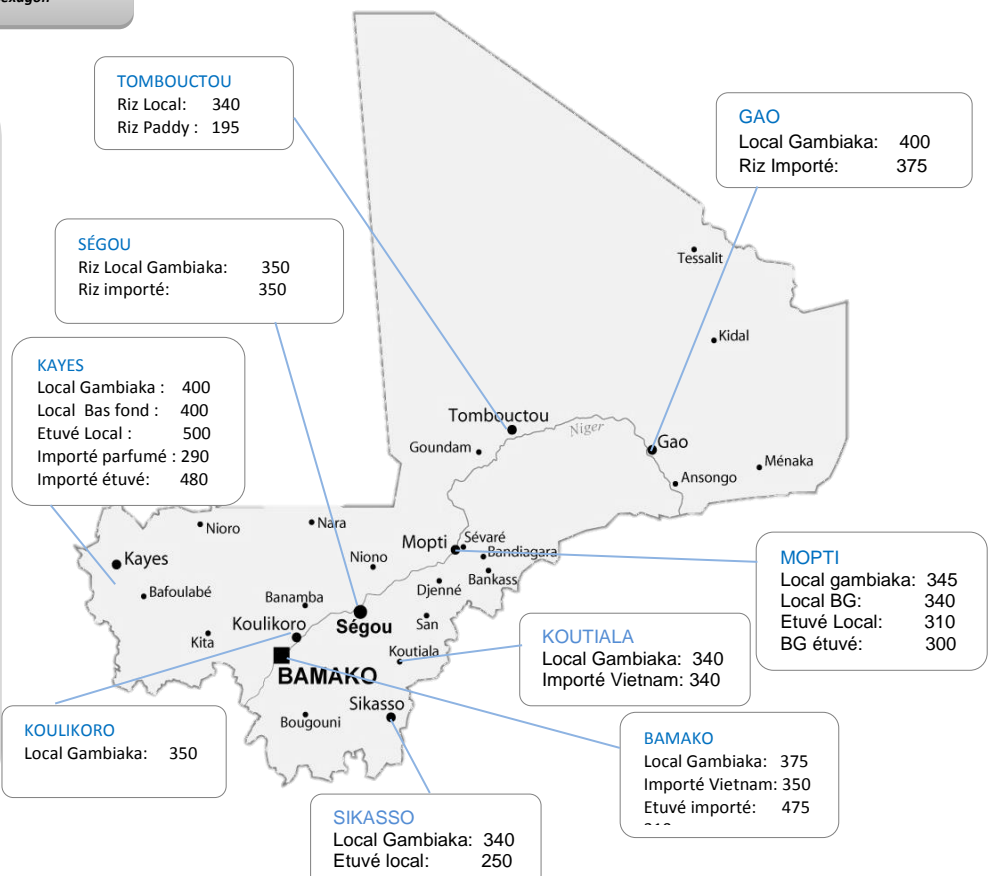 exagon
TOMBOUCTOU
Riz Local: 340
Riz Paddy : 195
GAO
Local Gambiaka: 400
Riz Importé: 375
SÉGOU
Riz Local Gambiaka: 350
Riz importé: 350
KAYES
Local Gambiaka : 400
Local Bas fond : 400
Etuvé Local : 500
Importé parfumé : 290
Importé étuvé: 480
Tessalit
Kidal
Tombouctou
Niger
Goundam
Gao
Ménaka
Ansongo
Nioro
Nara
Mopti
Sévaré
Bandiagara
Kayes
Niono
Bankass
Djenné
Bafoulabé
Banamba
Koulikoro
Ségou
San
Kita
Koutiala
BAMAKO
Bougouni
Sikasso
MOPTI
Local gambiaka: 345
Local BG: 340
Etuvé Local: 310
BG étuvé: 300
KOUTIALA
Local Gambiaka: 340
Importé Vietnam: 340
KOULIKORO
Local Gambiaka: 350
BAMAKO
Local Gambiaka: 375
Importé Vietnam: 350
Etuvé importé: 475
SIKASSO
Local Gambiaka: 340
Etuvé local: 250